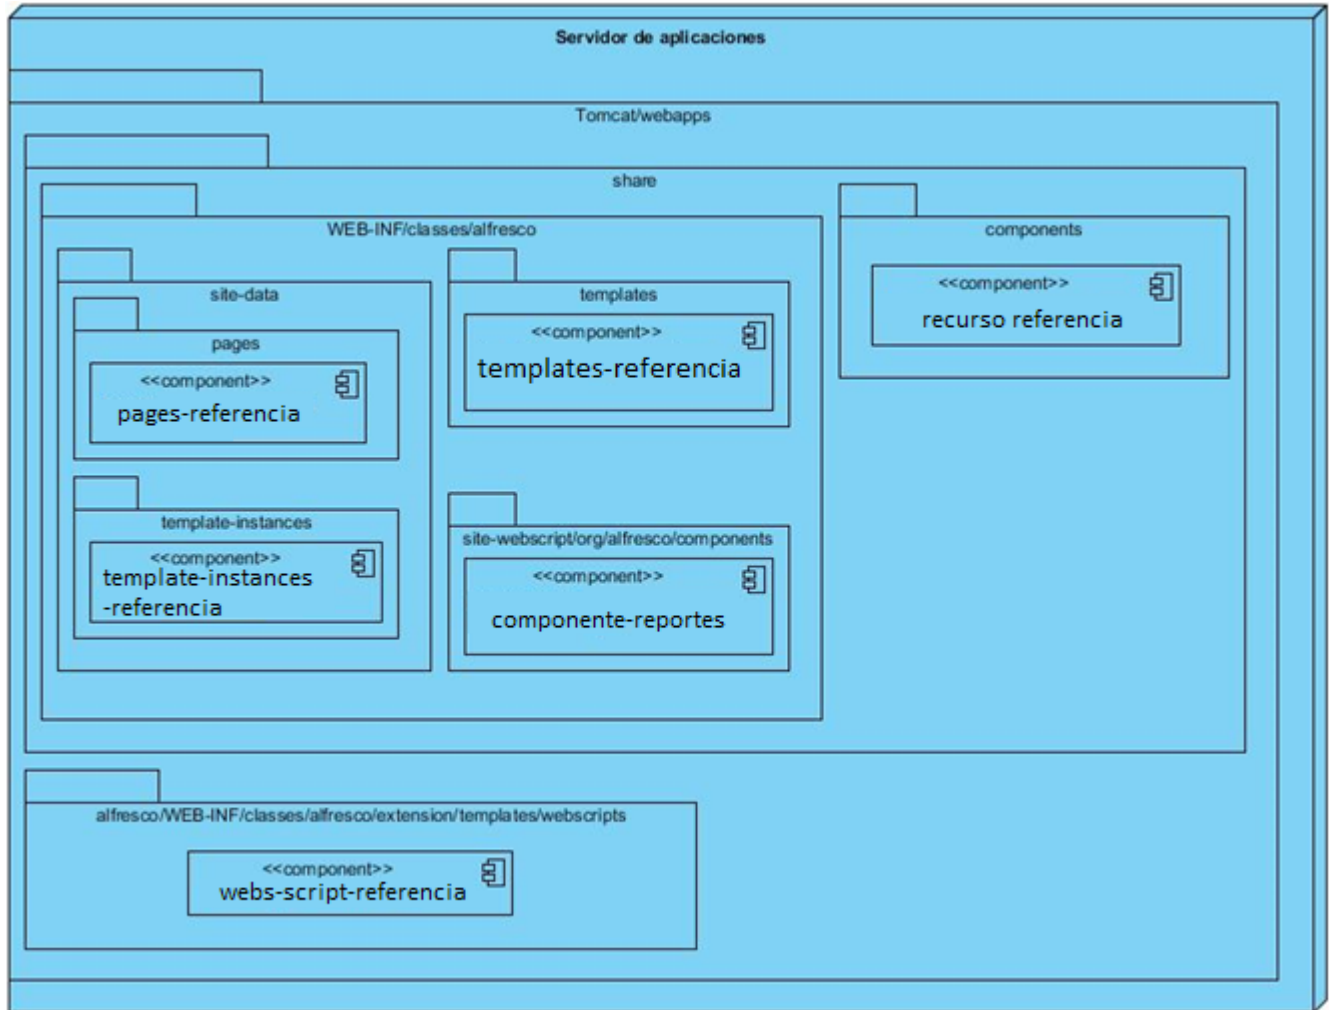 Servidor de aplicaciones
Tomcat/webapps
share
WEB-INF/classes/alfresco
site-data
pages
<<component>>
pages-referencia
template-instances
<<component>>
template-instances
-referencia
templates
<<component>>
templates-referencia
site-webscript/org/alfresco/components
<<component>>
componente-reportes
components
<<component>>
recurso referencia
alfresco/WEB-INF/classes/alfresco/extension/templates/webscripts
<<component>>
webs-script-referencia